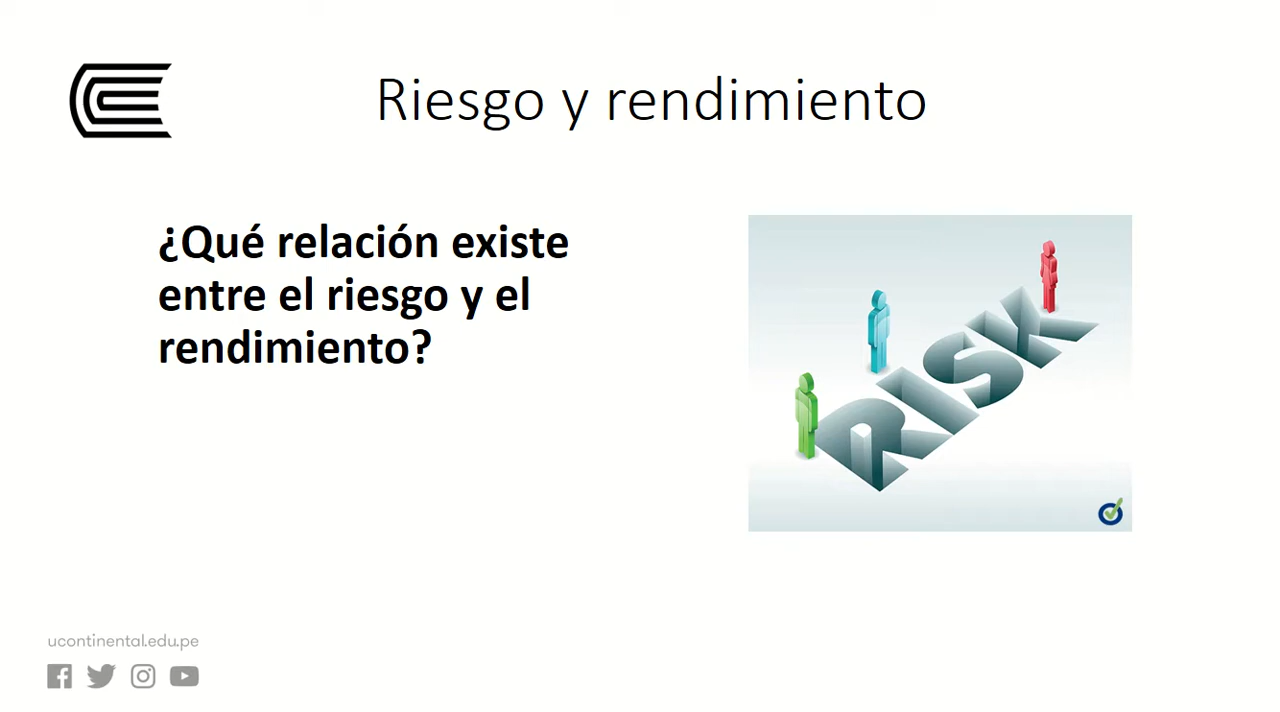 Riesgo y rendimiento
¿Qué relación existe
entre el riesgo y el
rendimiento?
RISK
ucontinental.edu.pe